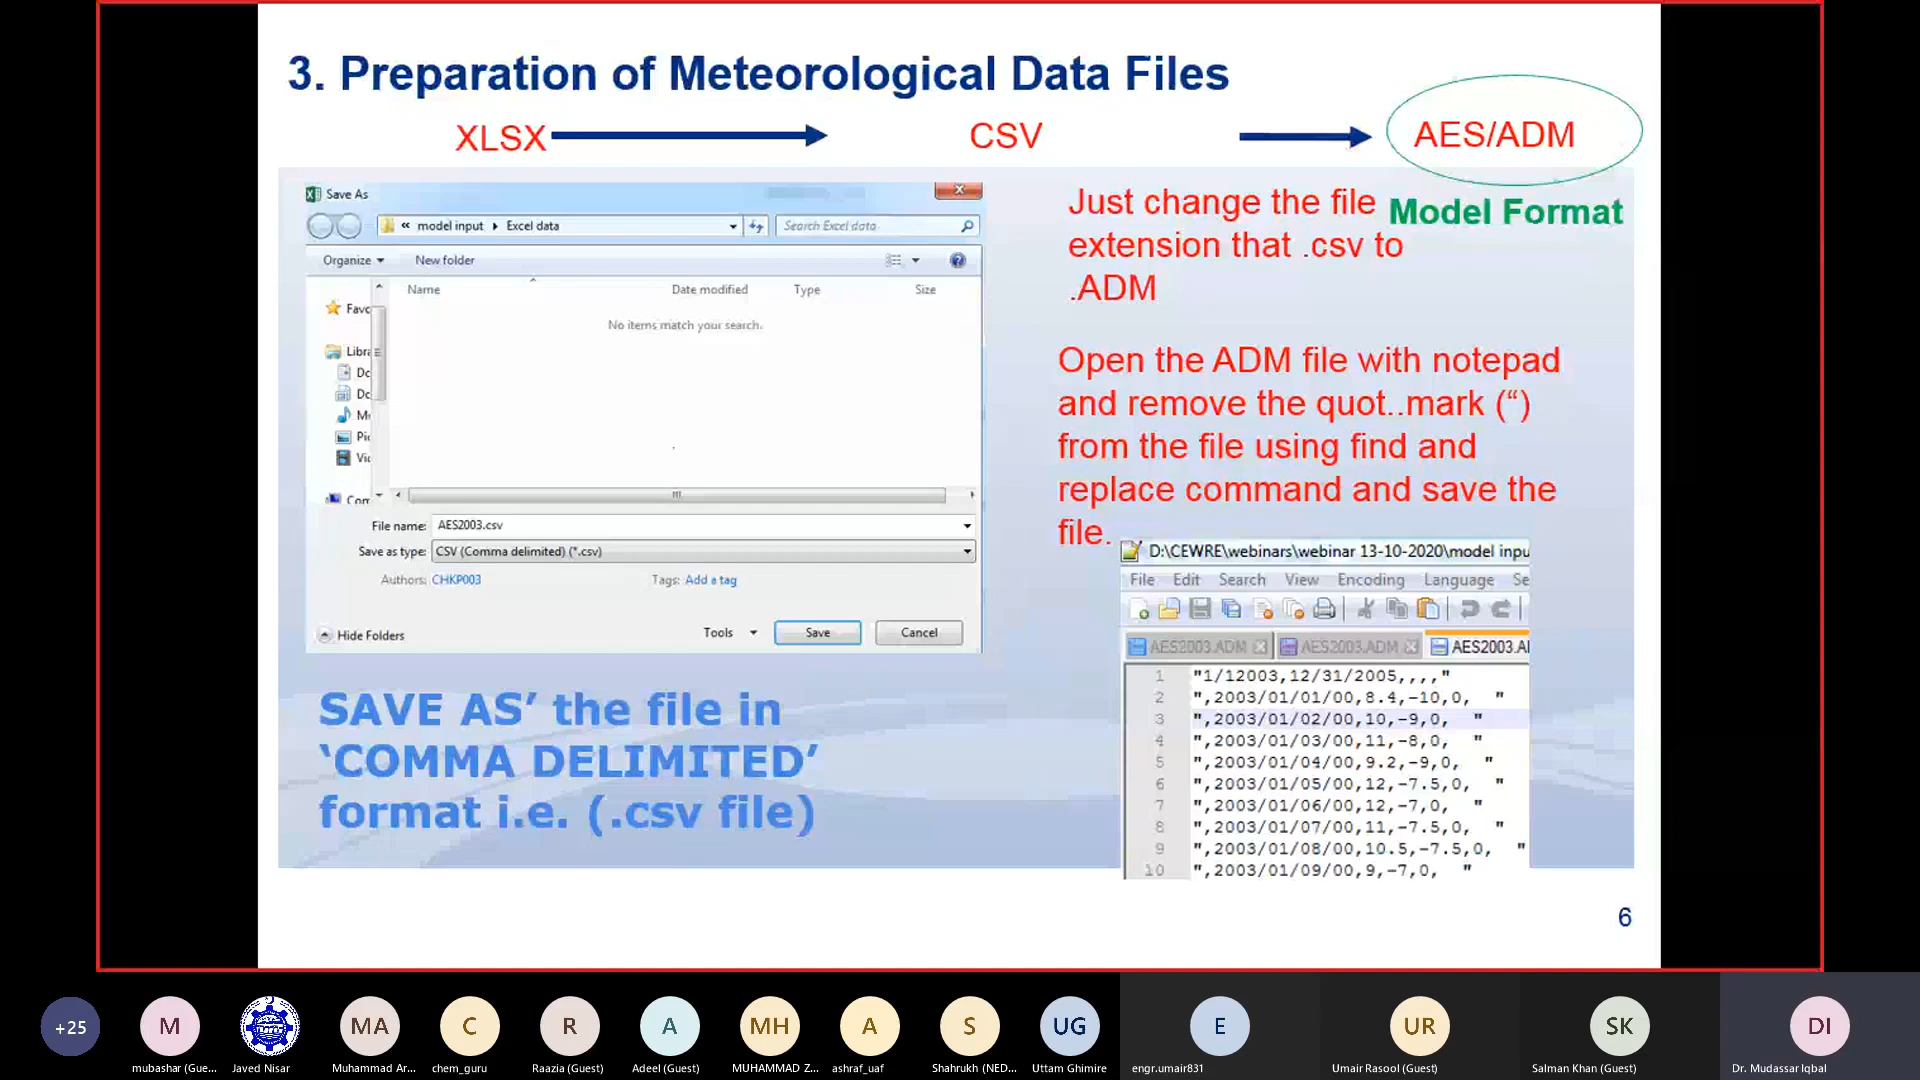 3. Preparation of Meteorological Data Files
XLSX
CSV
AES/ADM
Model Format
Save As
« model input Excel data
Search Excel data
Organize
New folder
Name
Date modified
Type
Size
No items match your search.
Favc
Libra
Dc
Dc
M
Pic
Vic
Com
File name: AES2003.csv
Save as type: CSV (Comma delimited) (*.csv)
Authors: CHKP003
Tags: Add a tag
Hide Folders
Tools
Save
Cancel
SAVE AS’ the file in
‘COMMA DELIMITED’
format i.e. (.csv file)
Just change the file
extension that .csv to
.ADM
Open the ADM file with notepad
and remove the quot..mark (“)
from the file using find and
replace command and save the
file.
D:\CEWRE\webinars\webinar 13-10-2020\model inpu
File Edit Search View Encoding Language Se
AES2003.ADM AES2003.ADM AES2003.AI
1 "1/12003,12/31/2005,,,,"
2 ",2003/01/01/00,8.4,-10,0, "
3 ",2003/01/02/00,10,-9,0, "
4 ",2003/01/03/00,11,-8,0, "
5 ",2003/01/04/00,9.2,-9,0, "
6 ",2003/01/05/00,12,-7.5,0, "
7 ",2003/01/06/00,12,-7,0, "
8 ",2003/01/07/00,11,-7.5,0, "
9 ",2003/01/08/00,10.5,-7.5,0, "
10 ",2003/01/09/00,9,-7,0, "
6
+25
M
MA
C
R
A
MH
A
S
UG
E
UR
SK
DI
mubashar (Gue...
Javed Nisar
Muhammad Ar...
chem_guru
Raazia (Guest)
Adeel (Guest)
MUHAMMAD Z...
ashraf_uaf
Shahrukh (NED...
Uttam Ghimire
engr.umair831
Umair Rasool (Guest)
Salman Khan (Guest)
Dr. Mudassar Iqbal